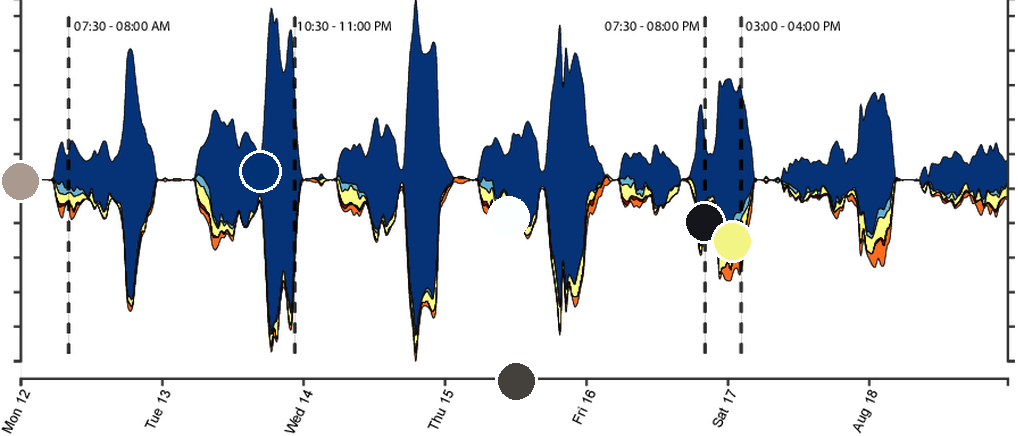 07:30 - 08:00 AM
10:30 - 11:00 PM
07:30 - 08:00 PM
03:00 - 04:00 PM
Mon 12
Tue 13
Wed 14
Thu 15
Fri 16
Sat 17
Aug 18